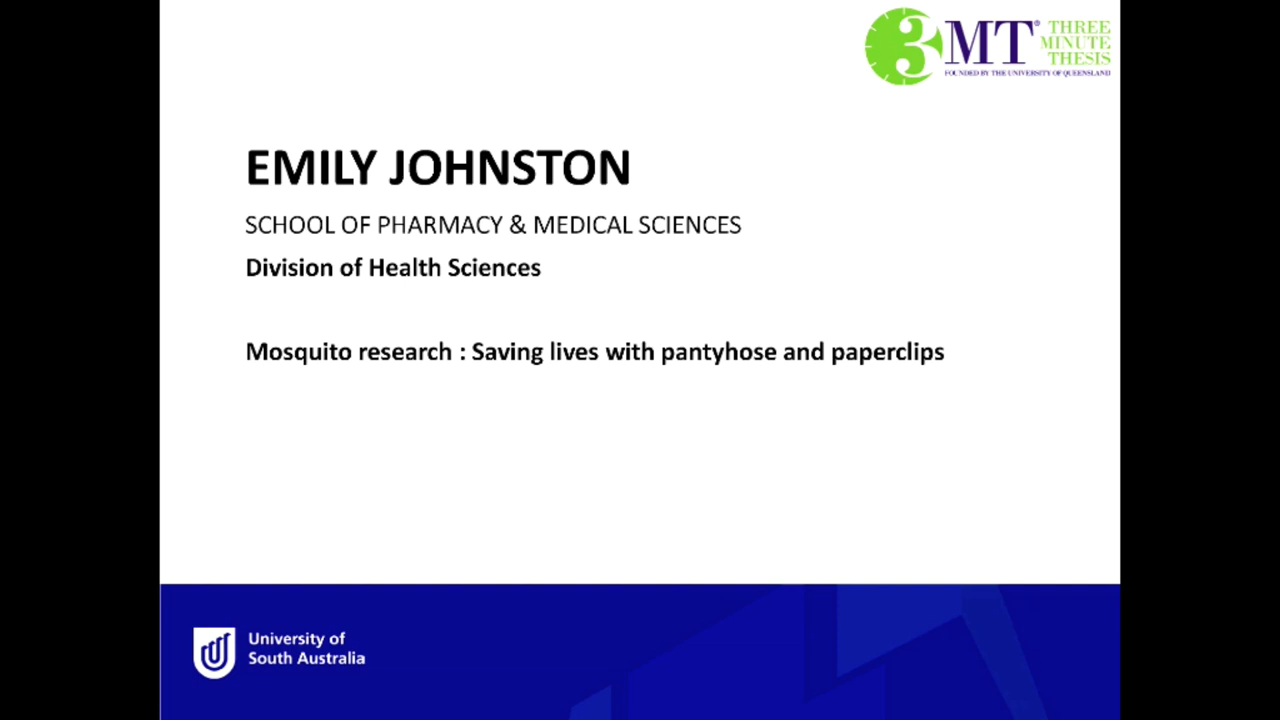 3MT® THREE
MINUTE
THESIS
FOUNDED BY THE UNIVERSITY OF QUEENSLAND
EMILY JOHNSTON
SCHOOL OF PHARMACY & MEDICAL SCIENCES
Division of Health Sciences
Mosquito research : Saving lives with pantyhose and paperclips
University of
South Australia